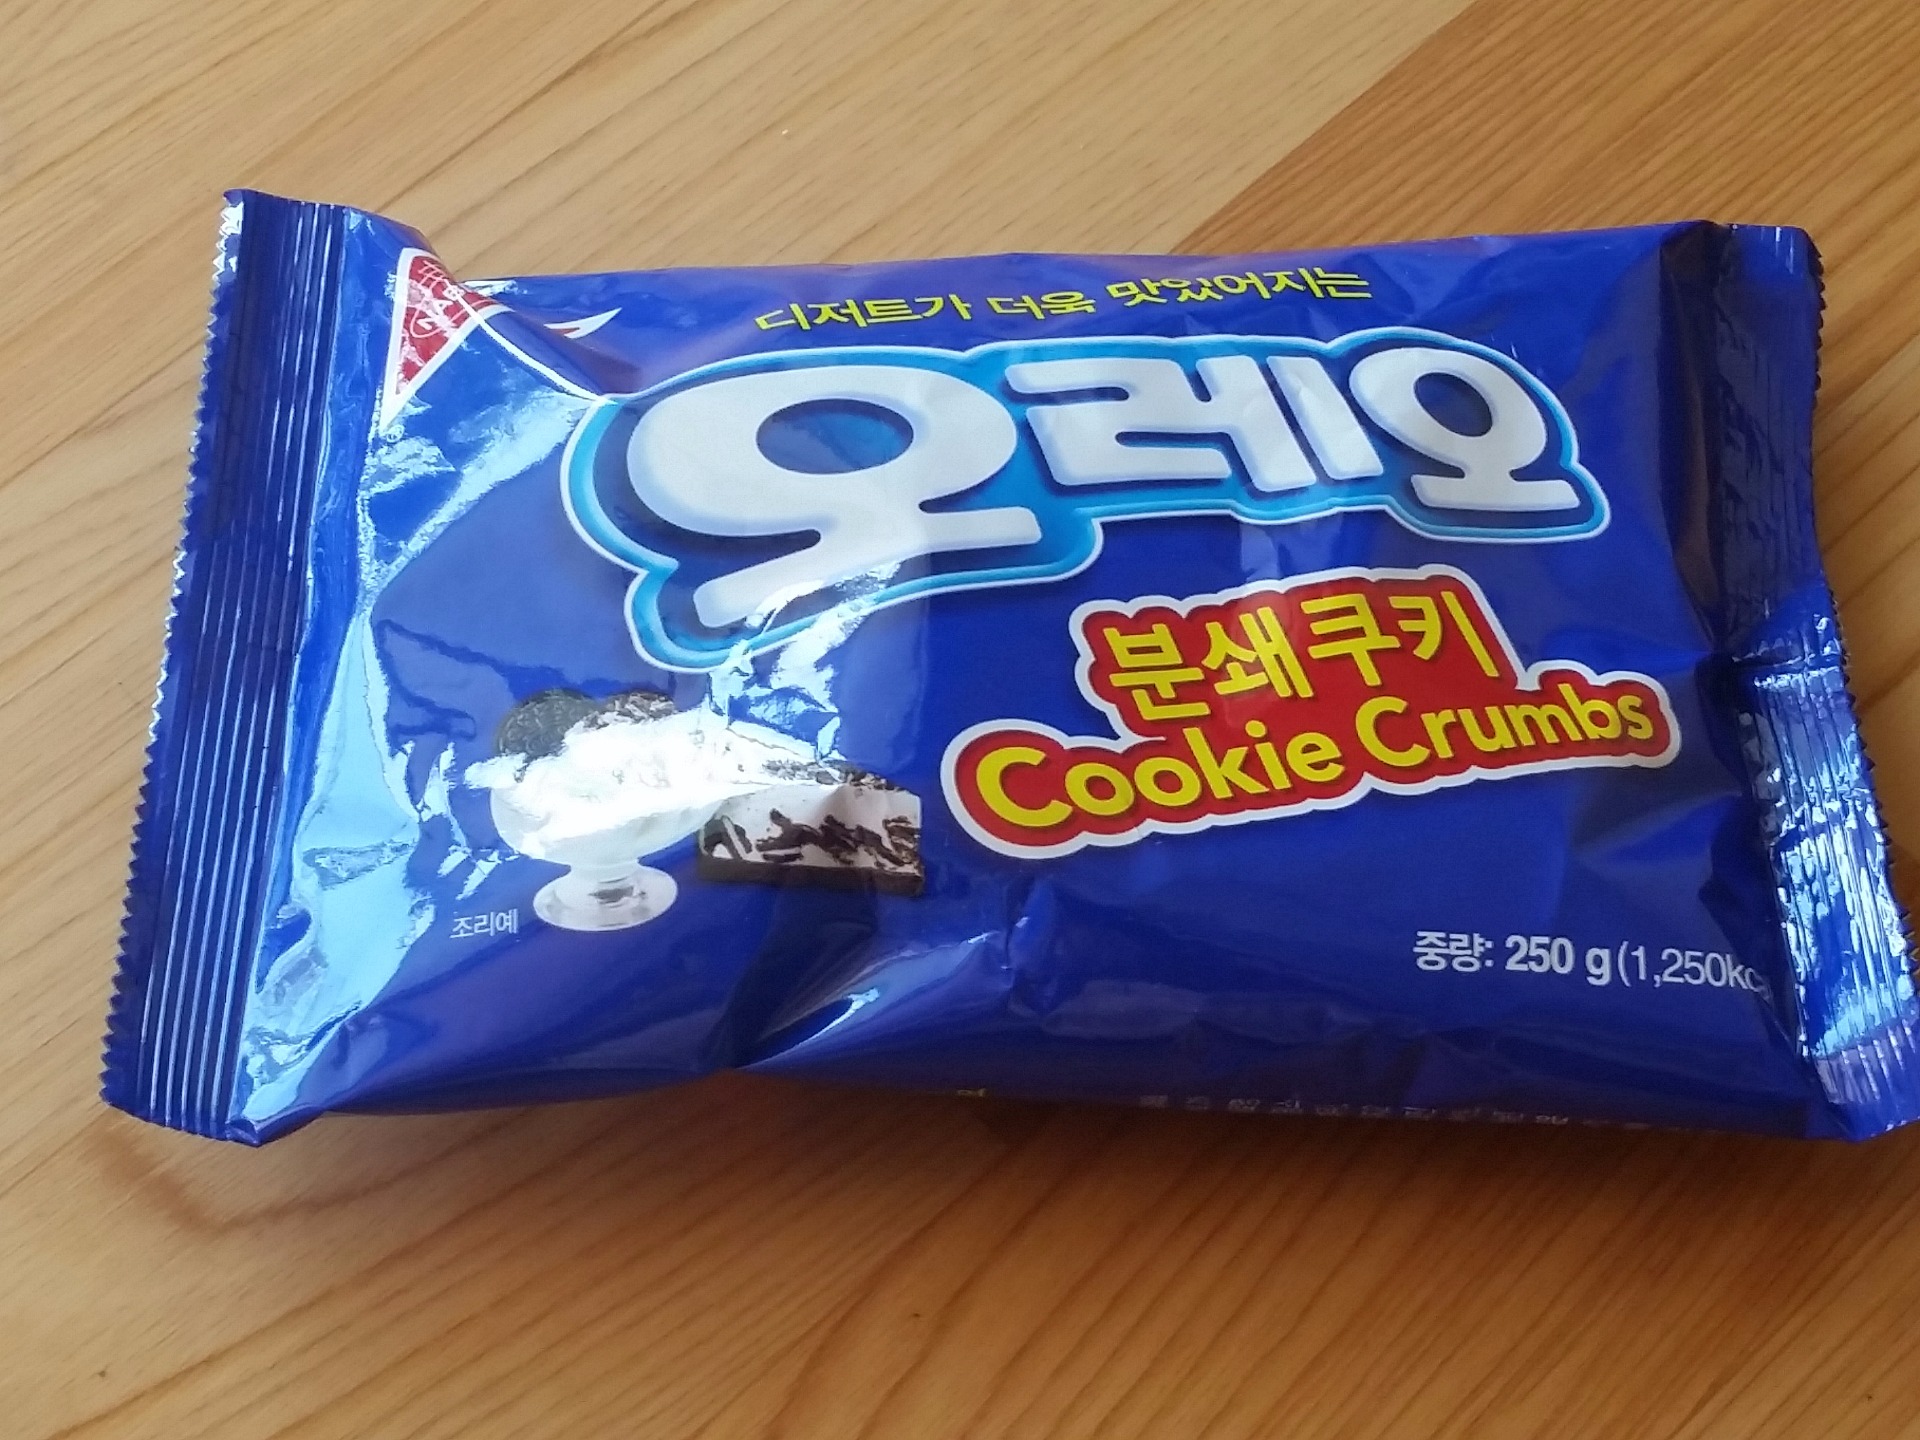 디저트가 더욱 맛있어지는
오레오
분쇄쿠키
Cookie Crumbs
조리예
중량: 250 g(1,250kc